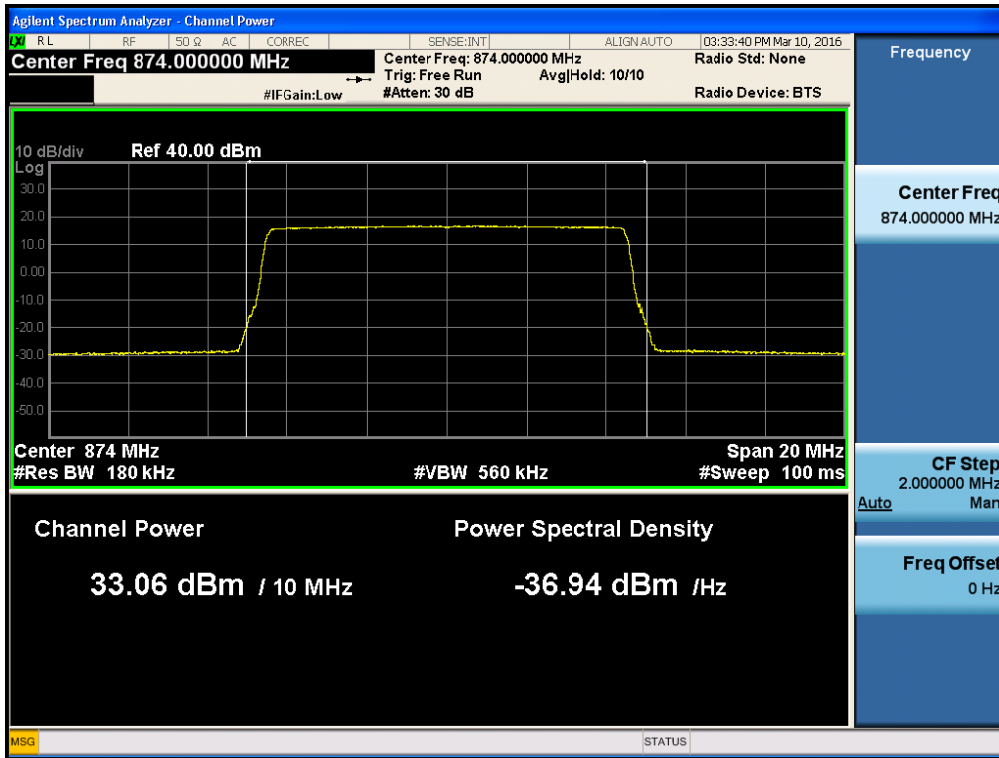 Agilent Spectrum Analyzer - Channel Power
LXI RL RF 50 Ω AC CORREC SENSE:INT ALIGN AUTO 03:33:40 PM Mar 10, 2016
Center Freq 874.000000 MHz
Center Freq: 874.000000 MHz
Radio Std: None
Trig: Free Run Avg|Hold: 10/10
#IFGain:Low
#Atten: 30 dB
Radio Device: BTS
10 dB/div Ref 40.00 dBm
Log
30.0
20.0
10.0
0.00
-10.0
-20.0
-30.0
-40.0
-50.0
Center 874 MHz
Span 20 MHz
#Res BW 180 kHz
#VBW 560 kHz
#Sweep 100 ms
Channel Power
Power Spectral Density
33.06 dBm / 10 MHz
-36.94 dBm /Hz
Frequency
Center Freq
874.000000 MHz
CF Step
2.000000 MHz
Auto Man
Freq Offset
0 Hz
MSG
STATUS